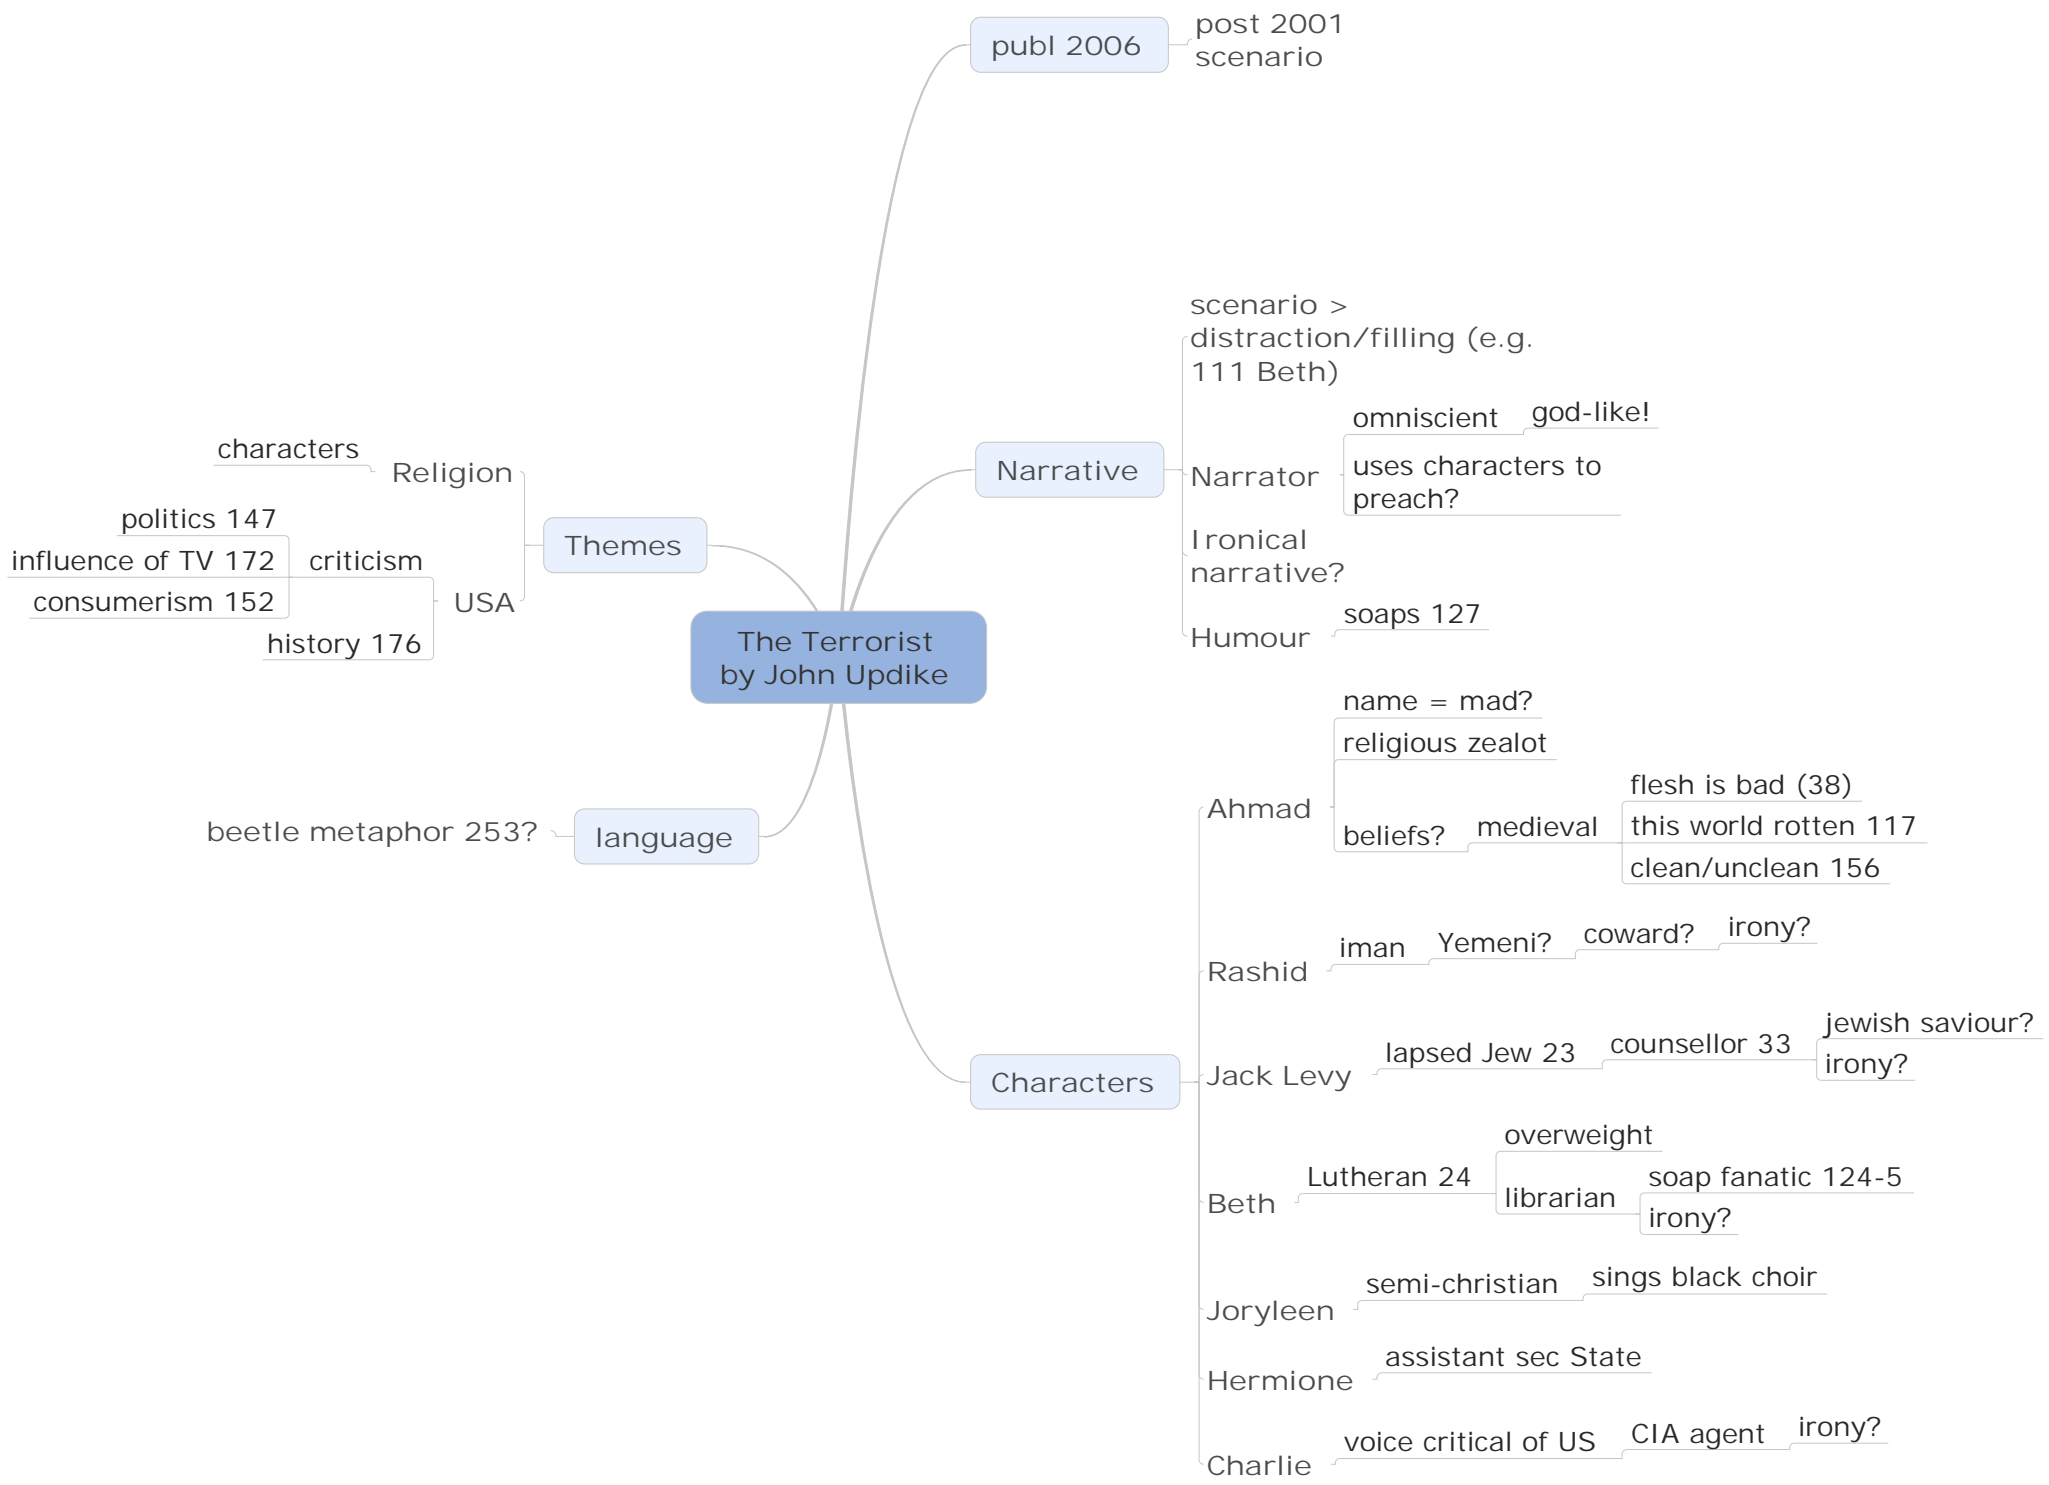 The Terrorist
by John Updike
publ 2006
post 2001
scenario
Narrative
scenario >
distraction/filling (e.g.
111 Beth)
Narrator
omniscient
god-like!
uses characters to
preach?
Ironical
narrative?
Humour
soaps 127
Characters
Ahmad
name = mad?
religious zealot
beliefs?
medieval
flesh is bad (38)
this world rotten 117
clean/unclean 156
Rashid
iman
Yemeni?
coward?
irony?
Jack Levy
lapsed Jew 23
counsellor 33
jewish saviour?
irony?
Beth
Lutheran 24
overweight
librarian
soap fanatic 124-5
irony?
Joryleen
semi-christian
sings black choir
Hermione
assistant sec State
Charlie
voice critical of US
CIA agent
irony?
Themes
Religion
characters
USA
criticism
politics 147
influence of TV 172
consumerism 152
history 176
language
beetle metaphor 253?